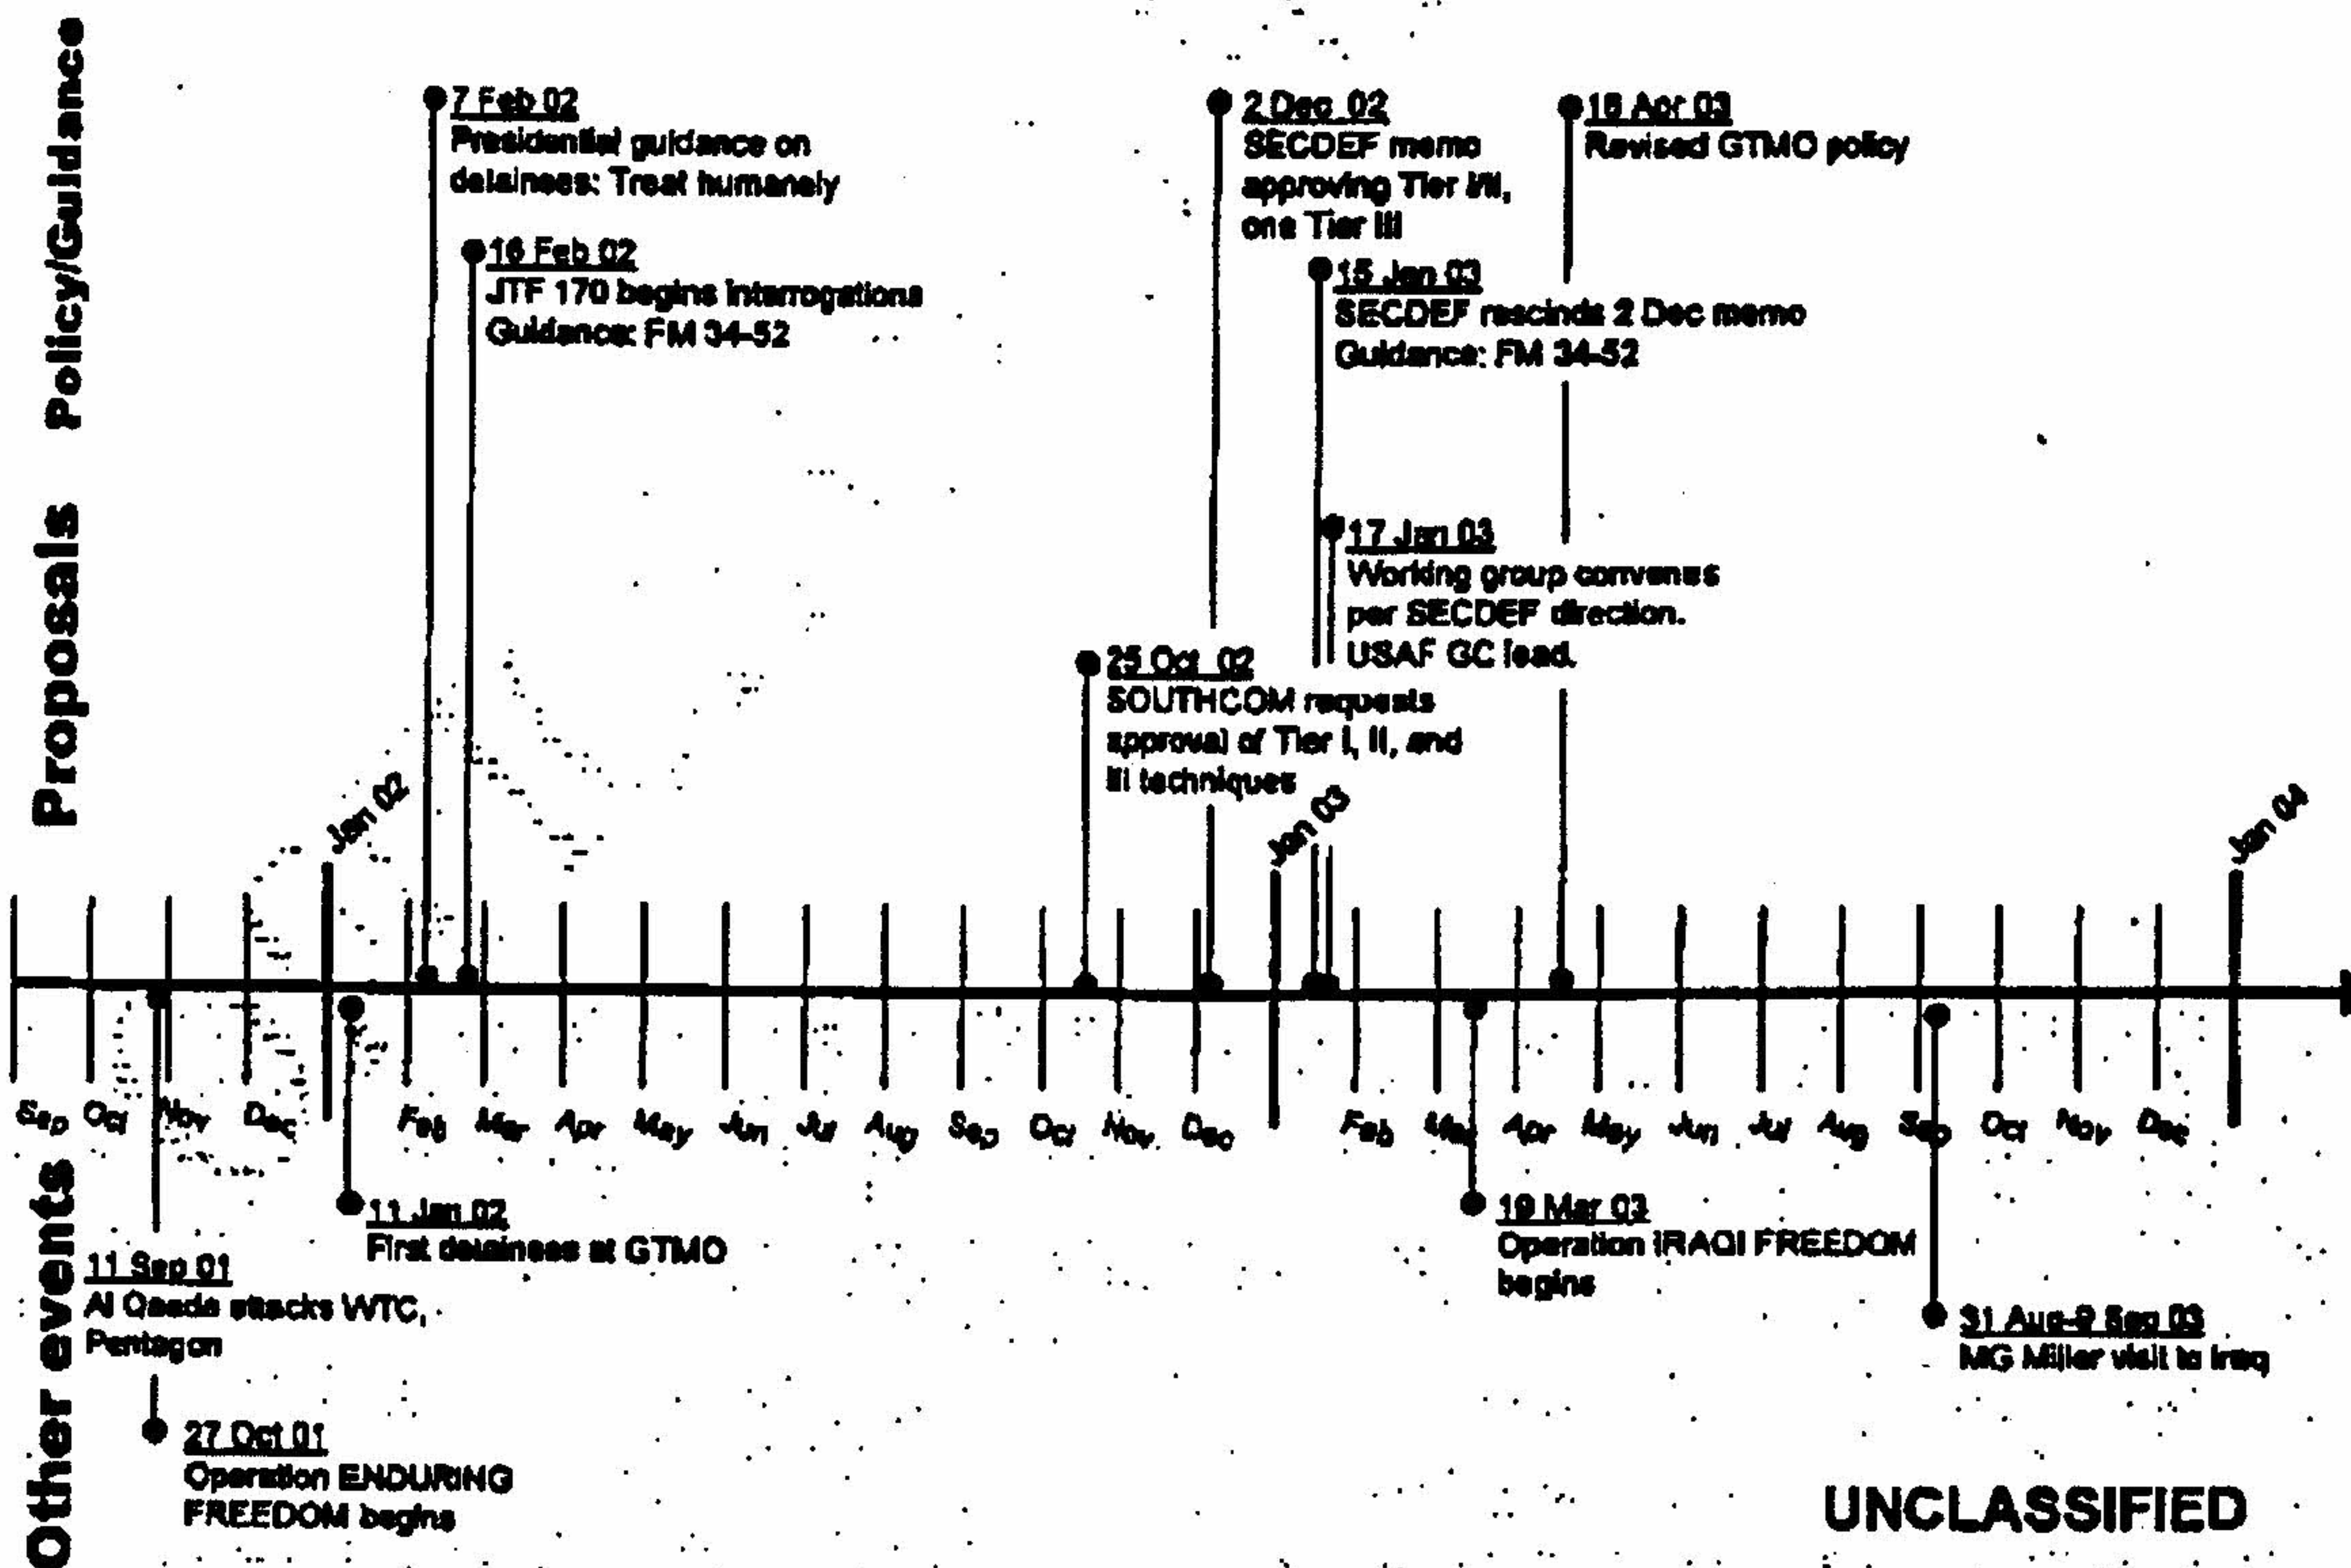 Policy/Guidance
7 Feb 02
Presidential guidance on
detainees: Treat humanely
16 Feb 02
JTF 170 begins interrogations
Guidance: FM 34-52
2 Dec 02
SECDEF memo
approving Tier I/II,
one Tier III
15 Jan 03
SECDEF rescinds 2 Dec memo
Guidance: FM 34-52
16 Apr 03
Revised GTMO policy
Proposals
17 Jan 03
Working group convenes
per SECDEF direction.
USAF GC lead.
25 Oct 02
SOUTHCOM requests
approval of Tier I, II, and
III techniques
Jan 02
Jan 03
Jan 04
Sep Oct Nov Dec Feb Mar Apr May Jun Jul Aug Sep Oct Nov Dec Feb Mar Apr May Jun Jul Aug Sep Oct Nov Dec
Other events
11 Jan 02
First detainees at GTMO
11 Sep 01
Al Qaeda attacks WTC,
Pentagon
27 Oct 01
Operation ENDURING
FREEDOM begins
19 Mar 03
Operation IRAQI FREEDOM
begins
31 Aug-9 Sep 03
MG Miller visit to Iraq
UNCLASSIFIED